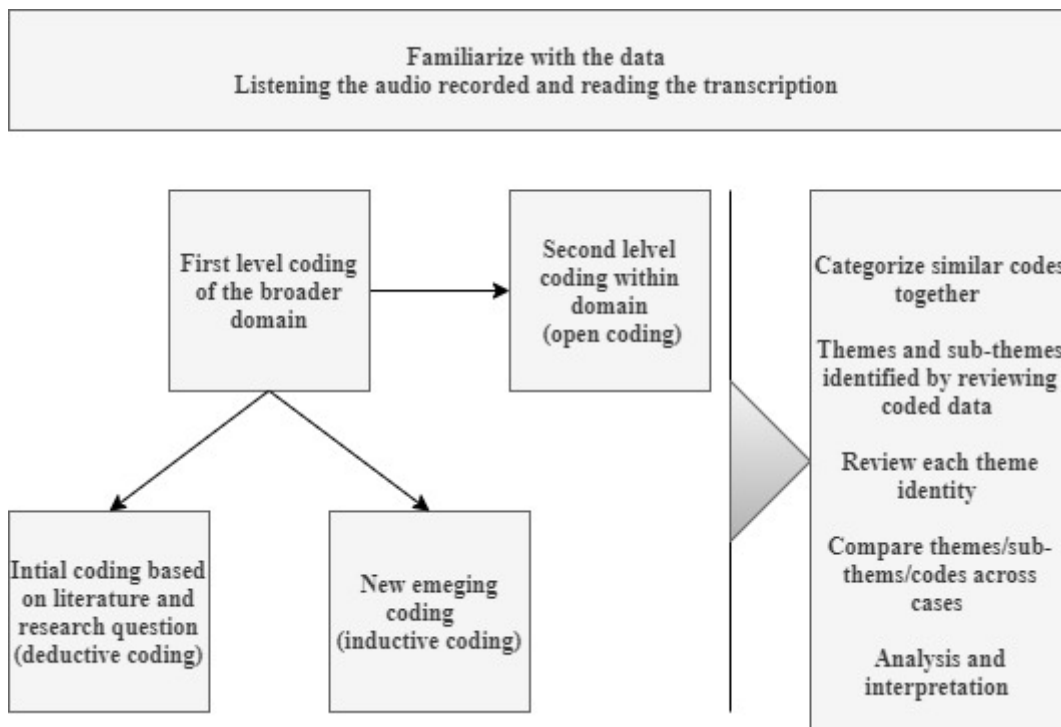 Familiarize with the data
Listening the audio recorded and reading the transcription
First level coding
of the broader
domain
Second lelvel
coding within
domain
(open coding)
Intial coding based
on literature and
research question
(deductive coding)
New emeging
coding
(inductive coding)
Categorize similar codes
together
Themes and sub-themes
identified by reviewing
coded data
Review each theme
identity
Compare themes/sub-
thems/codes across
cases
Analysis and
interpretation